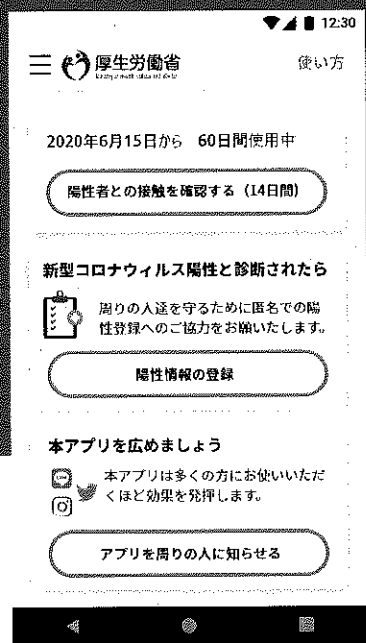 12:30
厚生労働省
使い方
2020年6月15日から 60日間使用中
陽性者との接触を確認する（14日間）
新型コロナウィルス陽性と診断されたら
周りの人達を守るために匿名での陽
性登録へのご協力をお願いたします。
陽性情報の登録
本アプリを広めましょう
LINE
本アプリは多くの方にお使いいただ
くほど効果を発揮します。
アプリを周りの人に知らせる